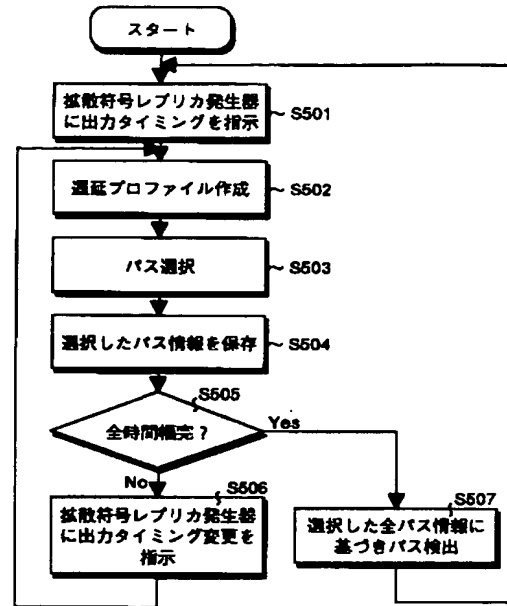 スタート
拡散符号レプリカ発生器
に出力タイミングを指示
S501
遅延プロファイル作成
S502
パス選択
S503
選択したパス情報を保存
S504
S505
全時間幅完？
Yes
No
S506
拡散符号レプリカ発生器
に出力タイミング変更を
指示
S507
選択した全パス情報に
基づきパス検出